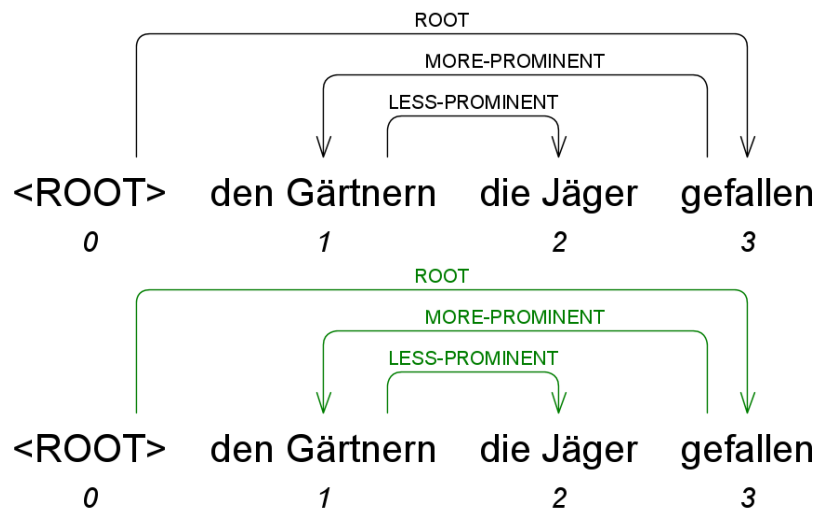 ROOT
MORE-PROMINENT
LESS-PROMINENT
<ROOT> den Gärtnern die Jäger gefallen
0 1 2 3
ROOT
MORE-PROMINENT
LESS-PROMINENT
<ROOT> den Gärtnern die Jäger gefallen
0 1 2 3